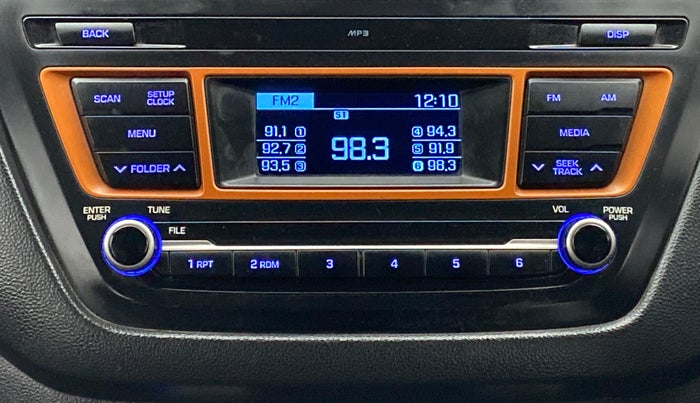 BACK MP3 DISP
SCAN SETUP CLOCK FM2 12:10 FM AM
ST
MENU 91,1 1 4 94.3 MEDIA
92,7 2 98.3 5 91,9
FOLDER 93,5 3 6 98,3 SEEK TRACK
ENTER PUSH TUNE VOL POWER PUSH
FILE
1 RPT 2 RDM 3 4 5 6